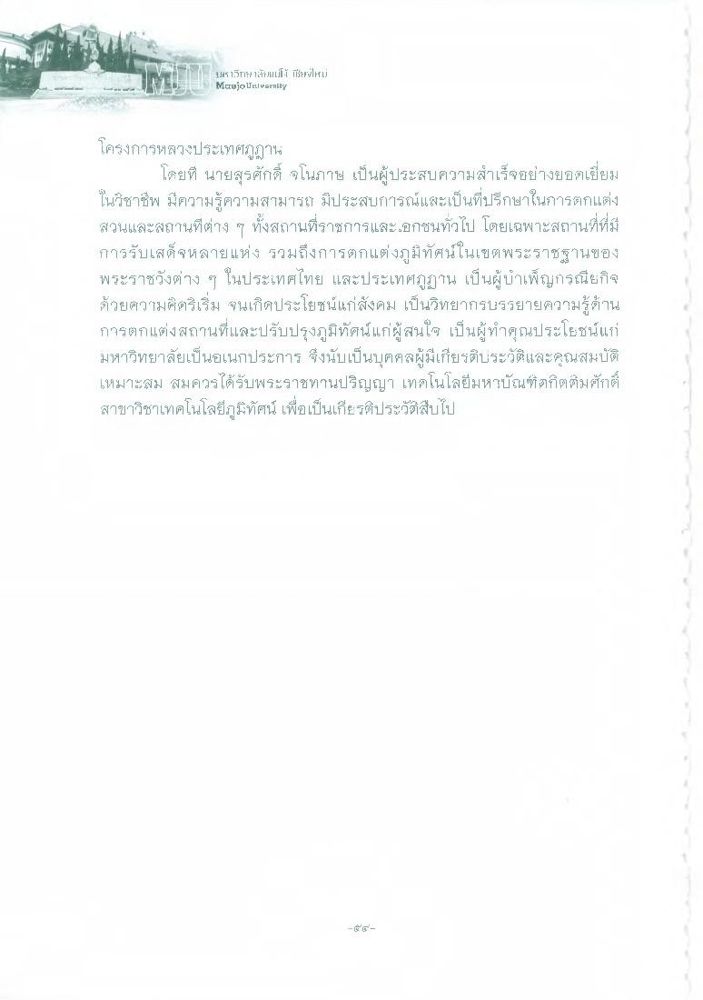 MJU
มหาวิทยาลัยแม่โจ้ เชียงใหม่
Maejo University
โครงการหลวงประเทศภูฏาน
โดยที่ นายสุรศักดิ์ จโนภาษ เป็นผู้ประสบความสำเร็จอย่างยอดเยี่ยม
ในวิชาชีพ มีความรู้ความสามารถ มีประสบการณ์และเป็นที่ปรึกษาในการตกแต่ง
สวนและสถานที่ต่าง ๆ ทั้งสถานที่ราชการและเอกชนทั่วไป โดยเฉพาะสถานที่ที่มี
การรับเสด็จหลายแห่ง รวมถึงการตกแต่งภูมิทัศน์ในเขตพระราชฐานของ
พระราชวังต่าง ๆ ในประเทศไทย และประเทศภูฏาน เป็นผู้บำเพ็ญกรณียกิจ
ด้วยความคิดริเริ่ม จนเกิดประโยชน์แก่สังคม เป็นวิทยากรบรรยายความรู้ด้าน
การตกแต่งสถานที่และปรับปรุงภูมิทัศน์แก่ผู้สนใจ เป็นผู้ทำคุณประโยชน์แก่
มหาวิทยาลัยเป็นอเนกประการ จึงนับเป็นบุคคลผู้มีเกียรติประวัติและคุณสมบัติ
เหมาะสม สมควรได้รับพระราชทานปริญญา เทคโนโลยีมหาบัณฑิตกิตติมศักดิ์
สาขาวิชาเทคโนโลยีภูมิทัศน์ เพื่อเป็นเกียรติประวัติสืบไป
-๕๔-